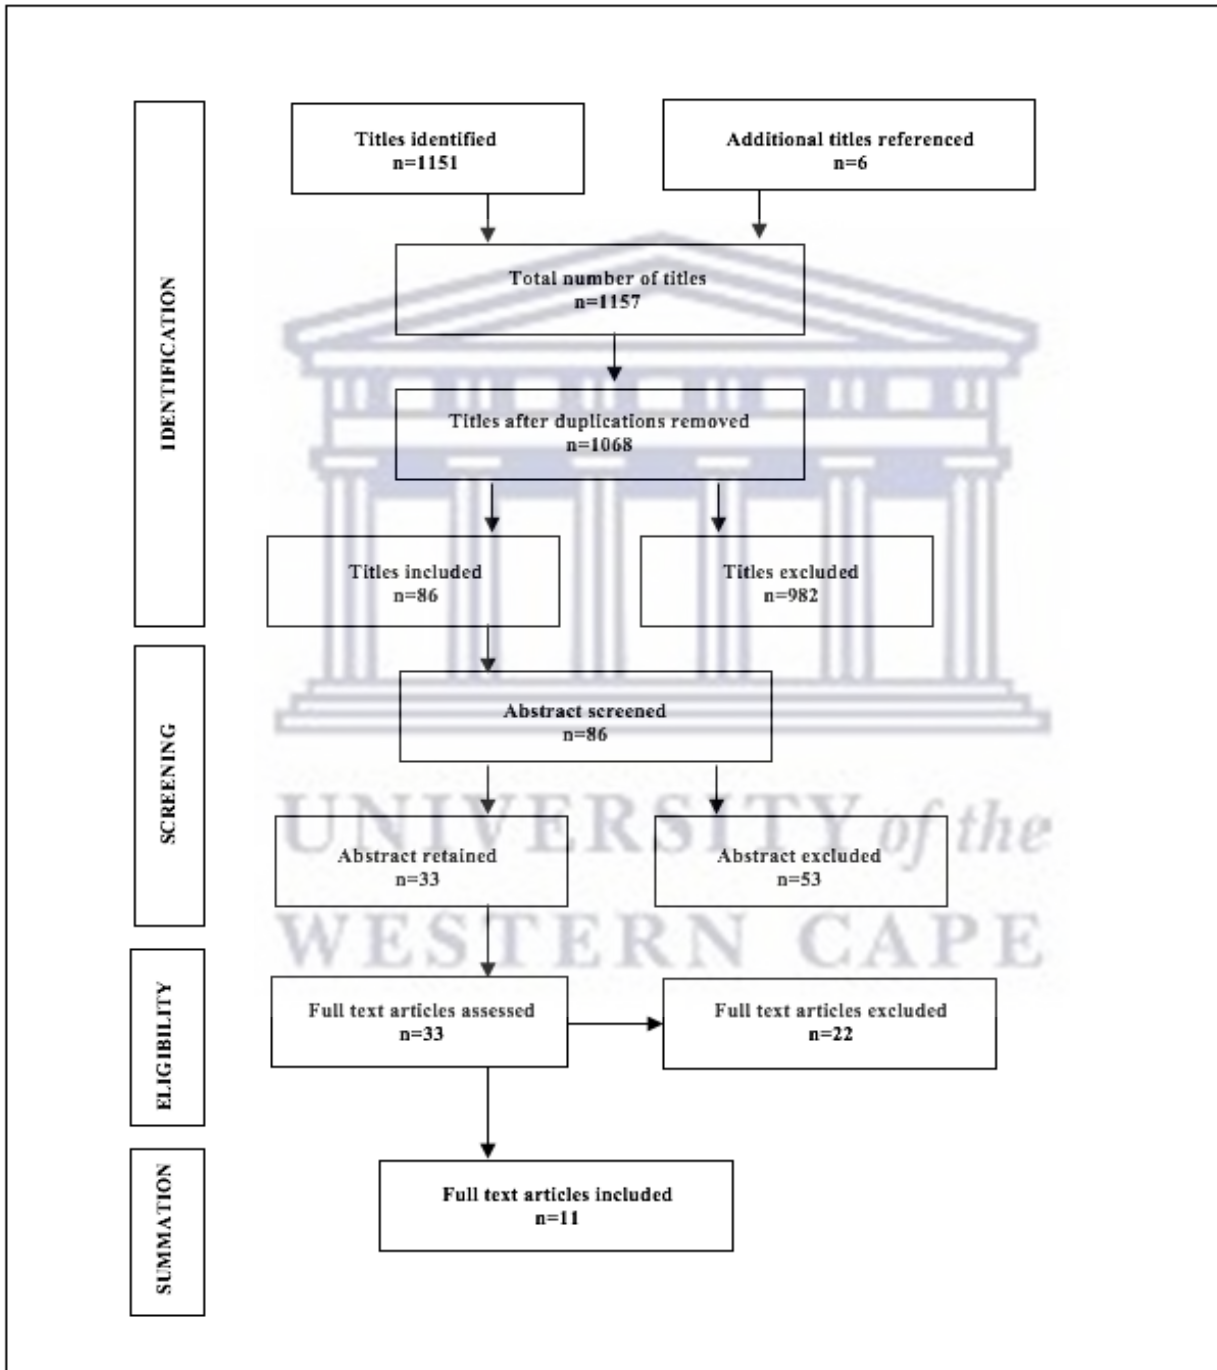 IDENTIFICATION
Titles identified
n=1151
Additional titles referenced
n=6
Total number of titles
n=1157
Titles after duplications removed
n=1068
Titles included
n=86
Titles excluded
n=982
SCREENING
Abstract screened
n=86
Abstract retained
n=33
Abstract excluded
n=53
UNIVERSITY of the
WESTERN CAPE
ELIGIBILITY
Full text articles assessed
n=33
Full text articles excluded
n=22
SUMMATION
Full text articles included
n=11